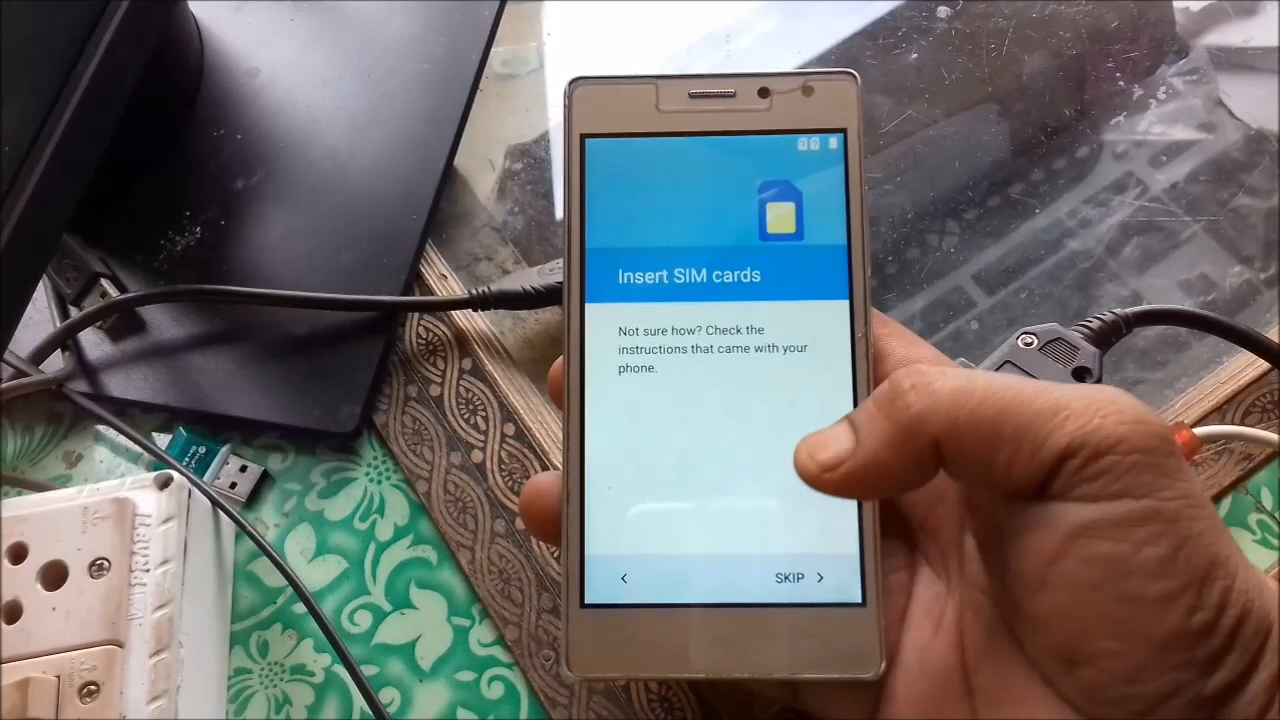 Insert SIM cards
Not sure how? Check the
instructions that came with your
phone.
SKIP